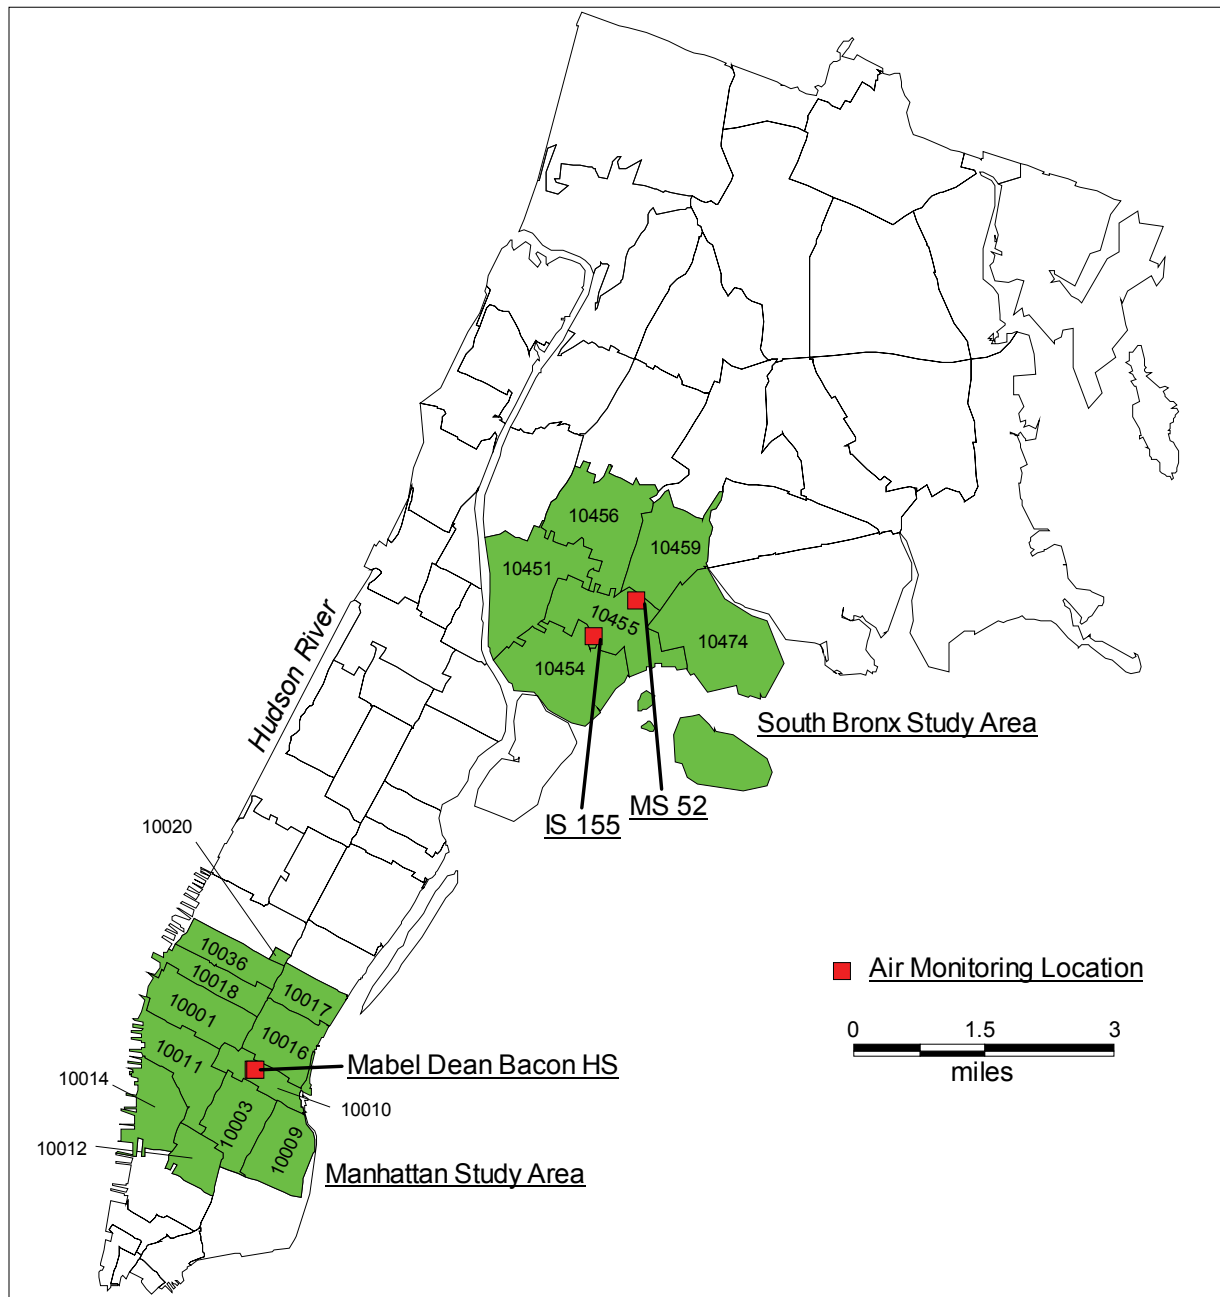 10456
10459
10451
10455
10474
10454
Hudson River
South Bronx Study Area
MS 52
IS 155
10020
10036
10018
10017
10001
10016
Air Monitoring Location
0 1.5 3
miles
10011
Mabel Dean Bacon HS
10014
10010
10003
10009
10012
Manhattan Study Area